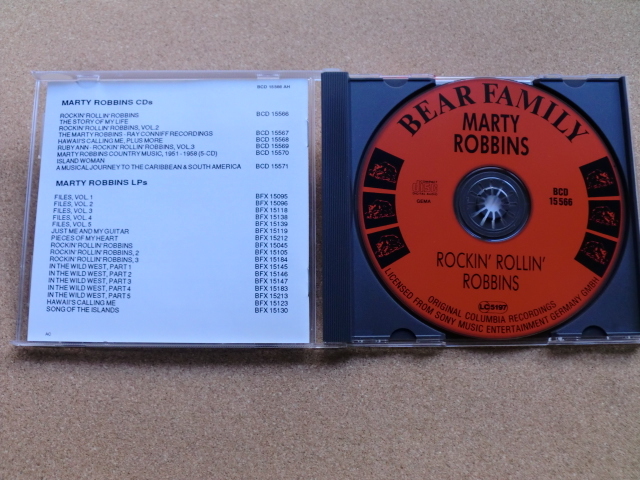 BCD 15566 AH
MARTY ROBBINS CDs
ROCKIN' ROLLIN' ROBBINS BCD 15566
THE STORY OF MY LIFE
ROCKIN' ROLLIN' ROBBINS, VOL.2
THE MARTY ROBBINS - RAY CONNIFF RECORDINGS BCD 15567
HAWAII'S CALLING ME, PLUS MORE BCD 15568
RUBY ANN - ROCKIN' ROLLIN' ROBBINS, VOL.3 BCD 15569
MARTY ROBBINS COUNTRY MUSIC, 1951 - 1958 (5-CD) BCD 15570
ISLAND WOMAN
A MUSICAL JOURNEY TO THE CARIBBEAN & SOUTH AMERICA BCD 15571
MARTY ROBBINS LPs
FILES, VOL. 1 BFX 15095
FILES, VOL. 2 BFX 15096
FILES, VOL. 3 BFX 15118
FILES, VOL. 4 BFX 15138
FILES, VOL. 5 BFX 15139
JUST ME AND MY GUITAR BFX 15119
PIECES OF MY HEART BFX 15212
ROCKIN' ROLLIN' ROBBINS BFX 15045
ROCKIN' ROLLIN' ROBBINS, 2 BFX 15105
ROCKIN' ROLLIN' ROBBINS, 3 BFX 15184
IN THE WILD WEST, PART 1 BFX 15145
IN THE WILD WEST, PART 2 BFX 15146
IN THE WILD WEST, PART 3 BFX 15147
IN THE WILD WEST, PART 4 BFX 15183
IN THE WILD WEST, PART 5 BFX 15213
HAWAII'S CALLING ME BFX 15123
SONG OF THE ISLANDS BFX 15130
BEAR FAMILY
MARTY
ROBBINS
COMPACT
disc
DIGITAL AUDIO
GEMA
BCD
15 566
ROCKIN' ROLLIN'
ROBBINS
LC 5197
ORIGINAL COLUMBIA RECORDINGS
LICENSED FROM SONY MUSIC ENTERTAINMENT GERMANY GMBH